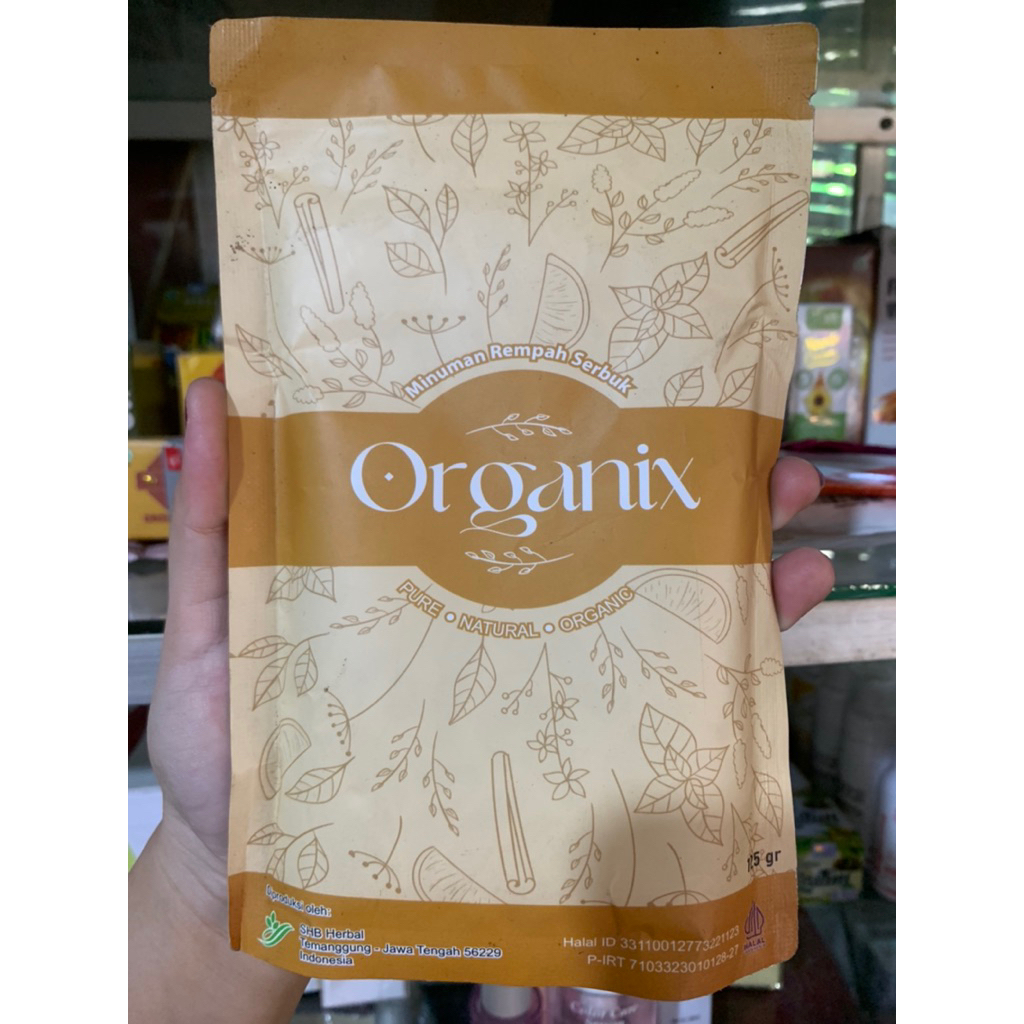 Minuman Rempah Serbuk
Organix
PURE • NATURAL • ORGANIC
125 gr
Diproduksi oleh:
SHB Herbal
Temanggung - Jawa Tengah 56229
Indonesia
Halal ID 33110012773221123
P-IRT 7103323010128-27
HALAL